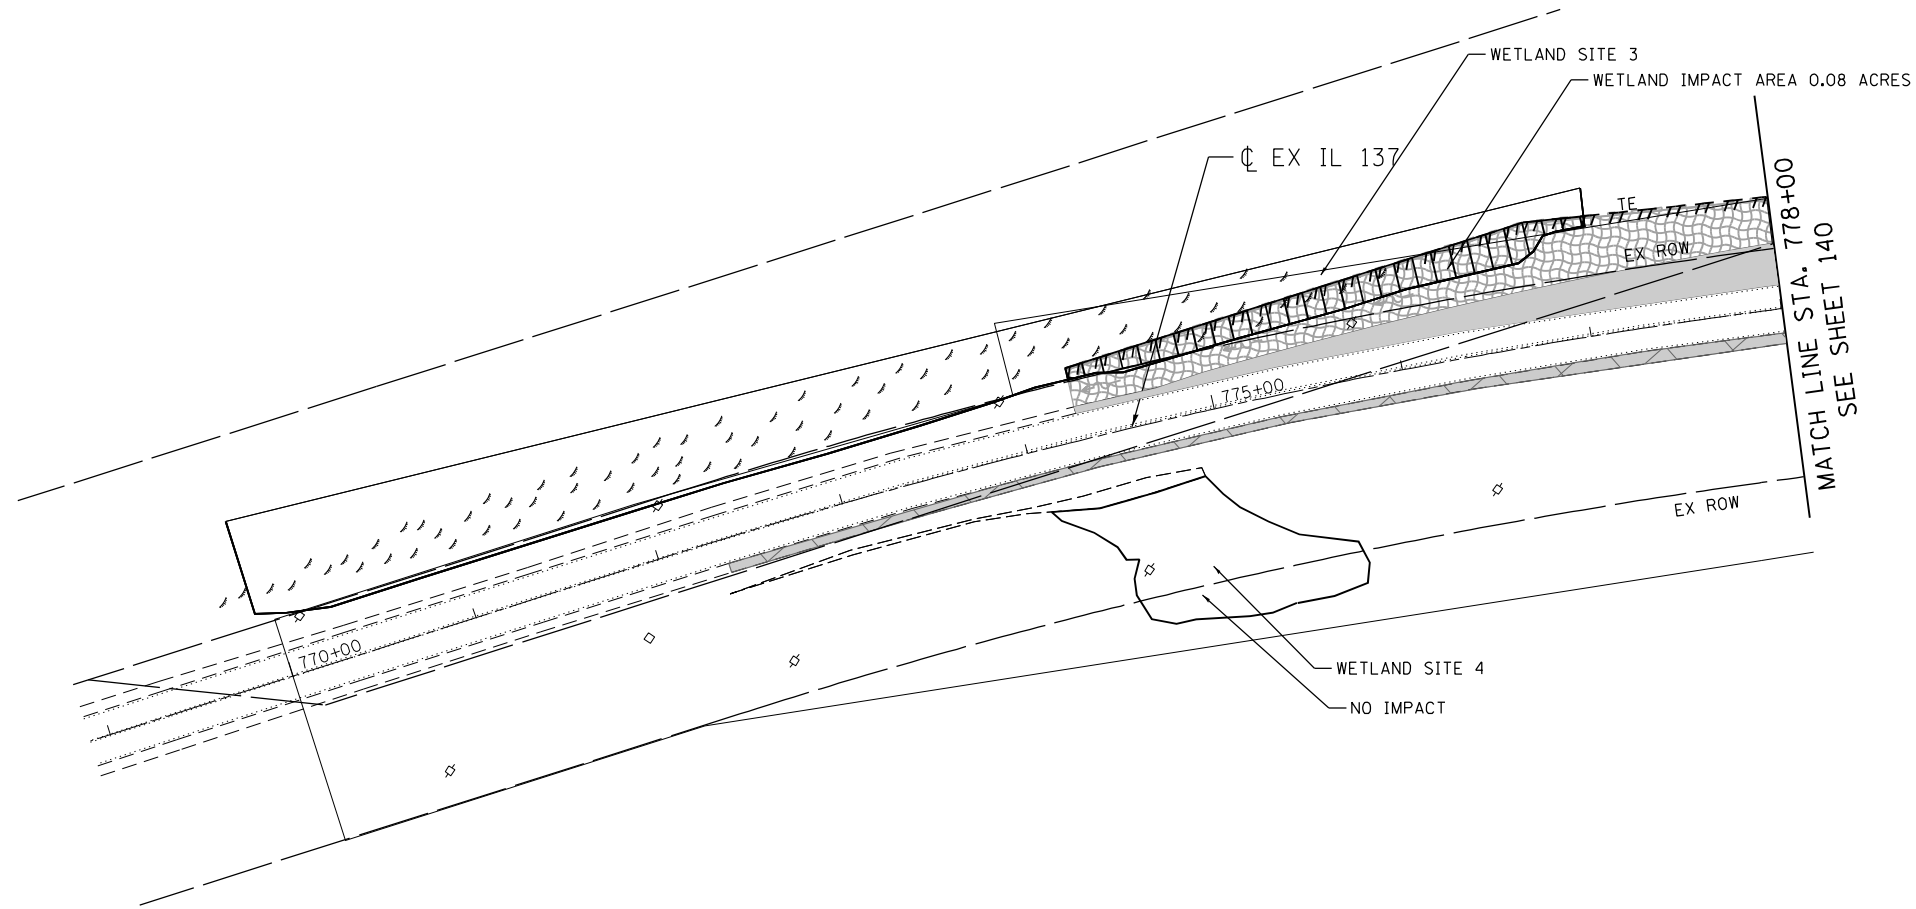 WETLAND SITE 3
WETLAND IMPACT AREA 0.08 ACRES
℄ EX IL 137
TE
EX ROW
MATCH LINE STA. 778+00
SEE SHEET 140
775+00
EX ROW
770+00
WETLAND SITE 4
NO IMPACT